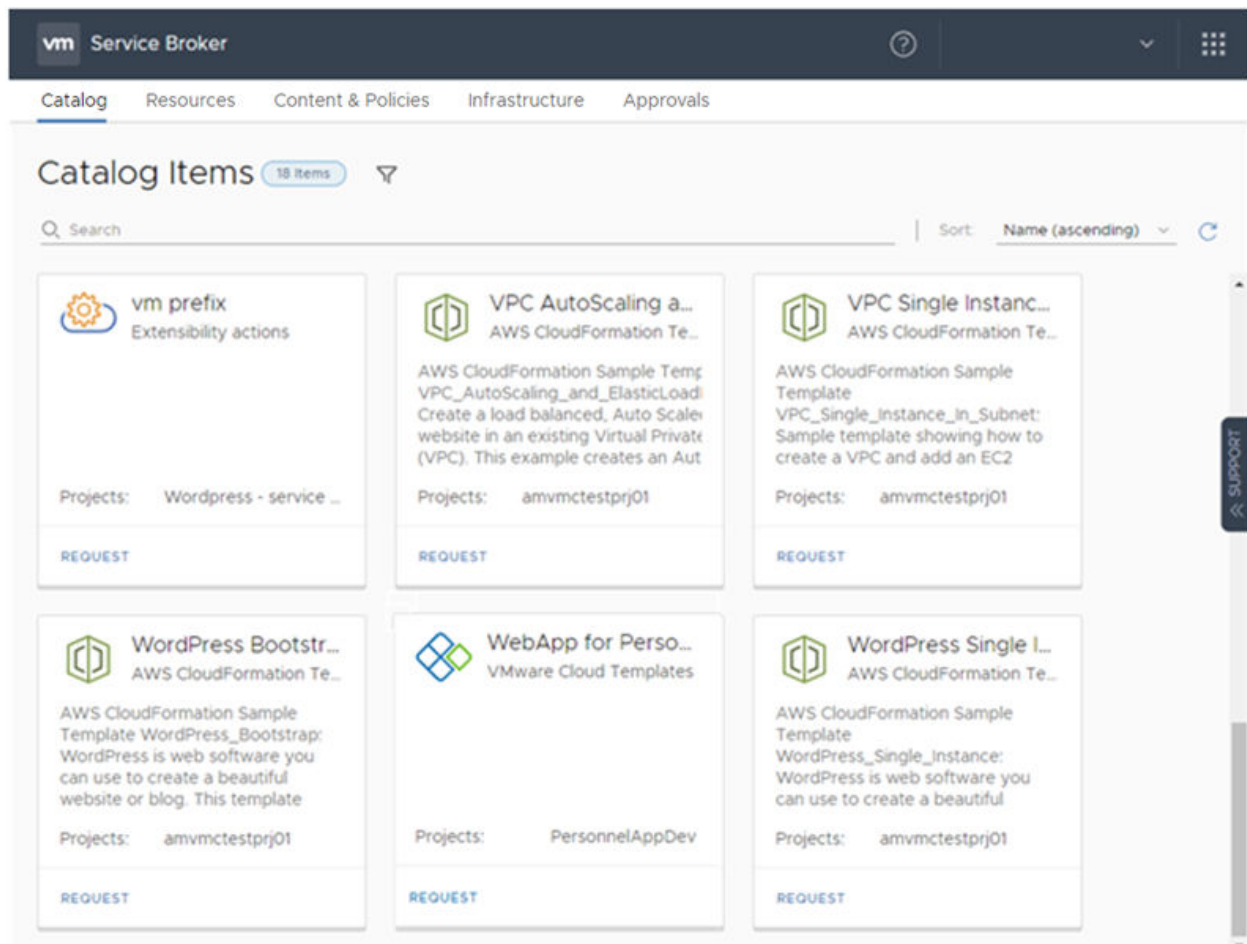 vm Service Broker
Catalog Resources Content & Policies Infrastructure Approvals
Catalog Items 18 Items
Search
Sort: Name (ascending)
vm prefix
Extensibility actions
Projects: Wordpress - service ...
REQUEST
VPC AutoScaling a...
AWS CloudFormation Te...
AWS CloudFormation Sample Temp
VPC_AutoScaling_and_ElasticLoadl
Create a load balanced, Auto Scaled
website in an existing Virtual Private
(VPC). This example creates an Aut
Projects: amvmctestprj01
REQUEST
VPC Single Instanc...
AWS CloudFormation Te...
AWS CloudFormation Sample
Template
VPC_Single_Instance_In_Subnet:
Sample template showing how to
create a VPC and add an EC2
Projects: amvmctestprj01
REQUEST
SUPPORT
WordPress Bootstr...
AWS CloudFormation Te...
AWS CloudFormation Sample
Template WordPress_Bootstrap:
WordPress is web software you
can use to create a beautiful
website or blog. This template
Projects: amvmctestprj01
REQUEST
WebApp for Perso...
VMware Cloud Templates
Projects: PersonnelAppDev
REQUEST
WordPress Single I...
AWS CloudFormation Te...
AWS CloudFormation Sample
Template
WordPress_Single_Instance:
WordPress is web software you
can use to create a beautiful
Projects: amvmctestprj01
REQUEST